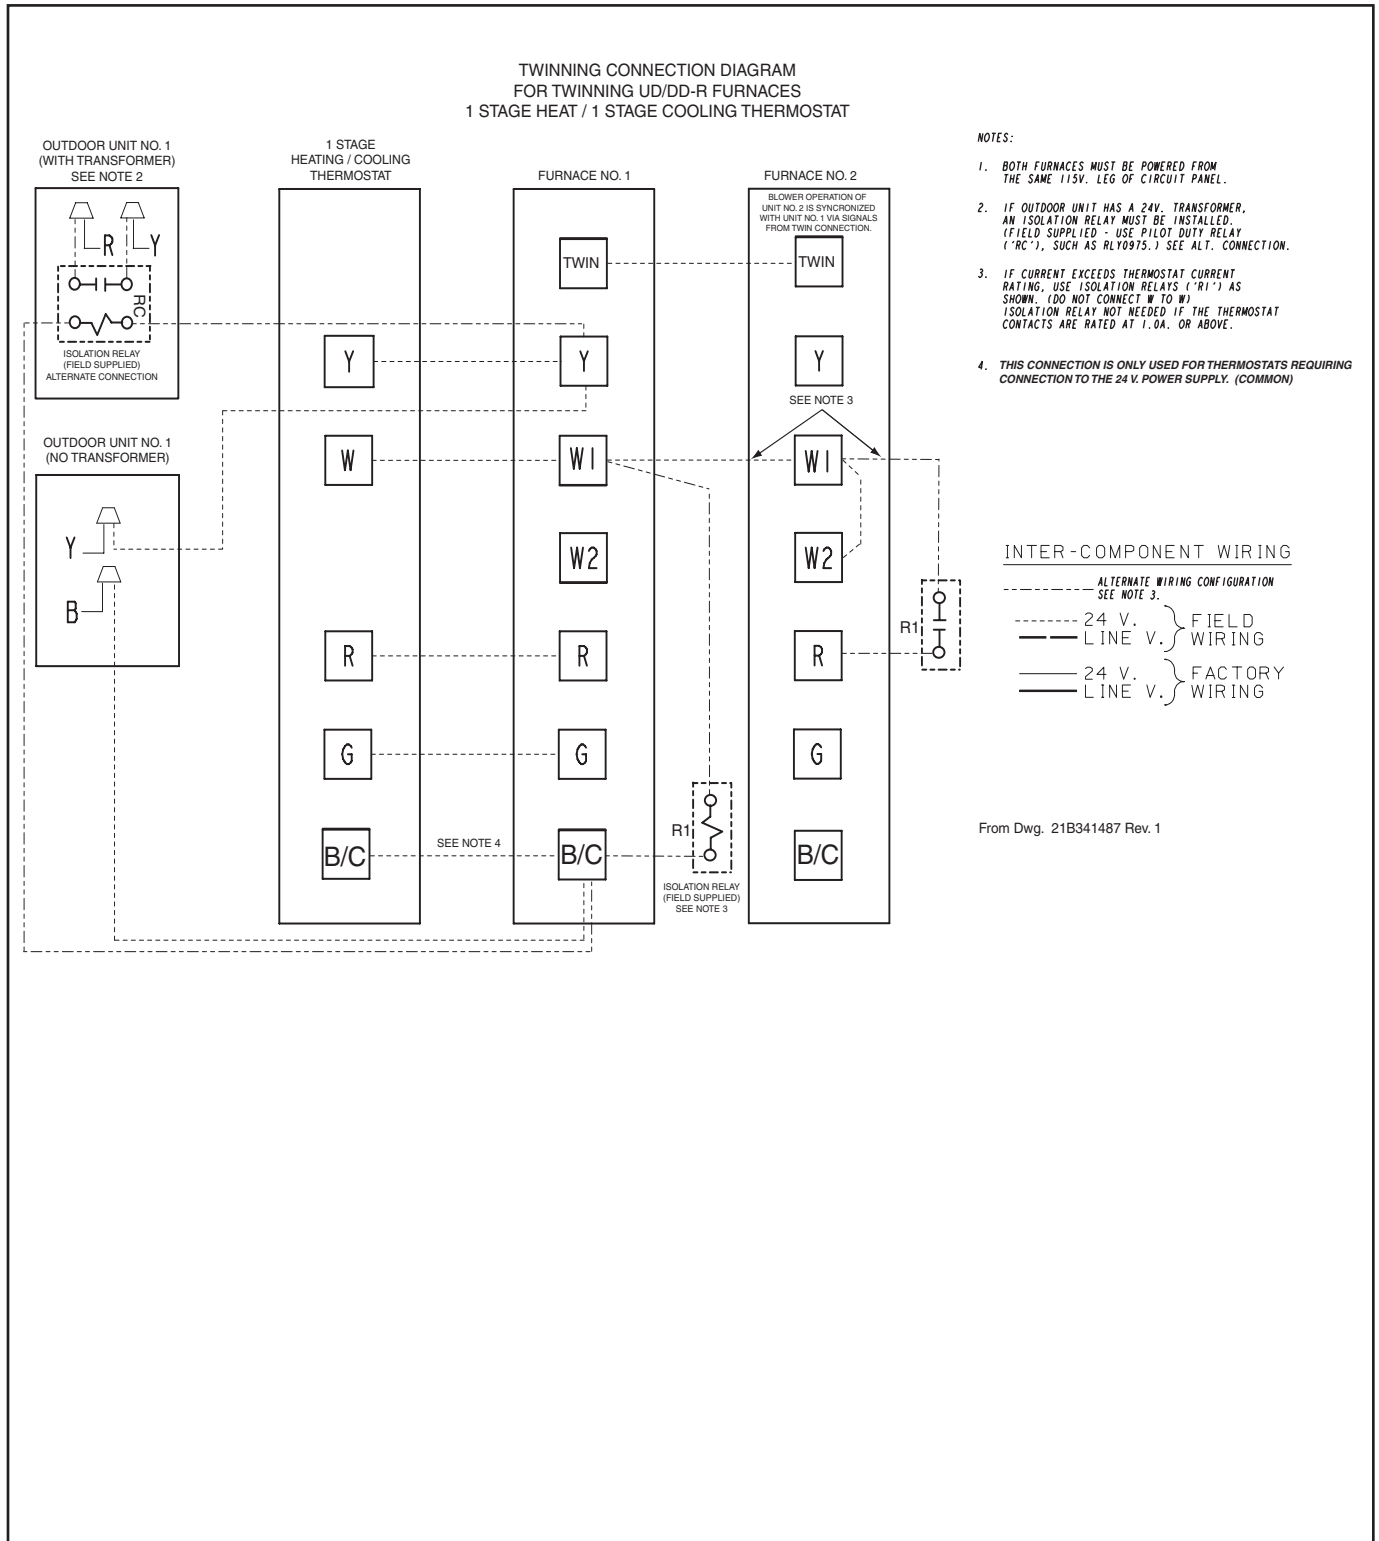 TWINNING CONNECTION DIAGRAM
FOR TWINNING UD/DD-R FURNACES
1 STAGE HEAT / 1 STAGE COOLING THERMOSTAT
OUTDOOR UNIT NO. 1
(WITH TRANSFORMER)
SEE NOTE 2
R
Y
RC
ISOLATION RELAY
(FIELD SUPPLIED)
ALTERNATE CONNECTION
OUTDOOR UNIT NO. 1
(NO TRANSFORMER)
Y
B
1 STAGE
HEATING / COOLING
THERMOSTAT
Y
W
R
G
B/C
SEE NOTE 4
FURNACE NO. 1
TWIN
Y
W1
W2
R
G
B/C
R1
ISOLATION RELAY
(FIELD SUPPLIED)
SEE NOTE 3
FURNACE NO. 2
BLOWER OPERATION OF
UNIT NO. 2 IS SYNCRONIZED
WITH UNIT NO. 1 VIA SIGNALS
FROM TWIN CONNECTION.
TWIN
Y
SEE NOTE 3
W1
W2
R
G
B/C
R1
NOTES:
1. BOTH FURNACES MUST BE POWERED FROM
THE SAME 115V. LEG OF CIRCUIT PANEL.
2. IF OUTDOOR UNIT HAS A 24V. TRANSFORMER,
AN ISOLATION RELAY MUST BE INSTALLED.
(FIELD SUPPLIED - USE PILOT DUTY RELAY
('RC'), SUCH AS RLY0975.) SEE ALT. CONNECTION.
3. IF CURRENT EXCEEDS THERMOSTAT CURRENT
RATING, USE ISOLATION RELAYS ('R1') AS
SHOWN. (DO NOT CONNECT W TO W)
ISOLATION RELAY NOT NEEDED IF THE THERMOSTAT
CONTACTS ARE RATED AT 1.0A. OR ABOVE.
4. THIS CONNECTION IS ONLY USED FOR THERMOSTATS REQUIRING
CONNECTION TO THE 24 V. POWER SUPPLY. (COMMON)
INTER-COMPONENT WIRING
ALTERNATE WIRING CONFIGURATION
SEE NOTE 3.
24 V. FIELD
LINE V. WIRING
24 V. FACTORY
LINE V. WIRING
From Dwg. 21B341487 Rev. 1